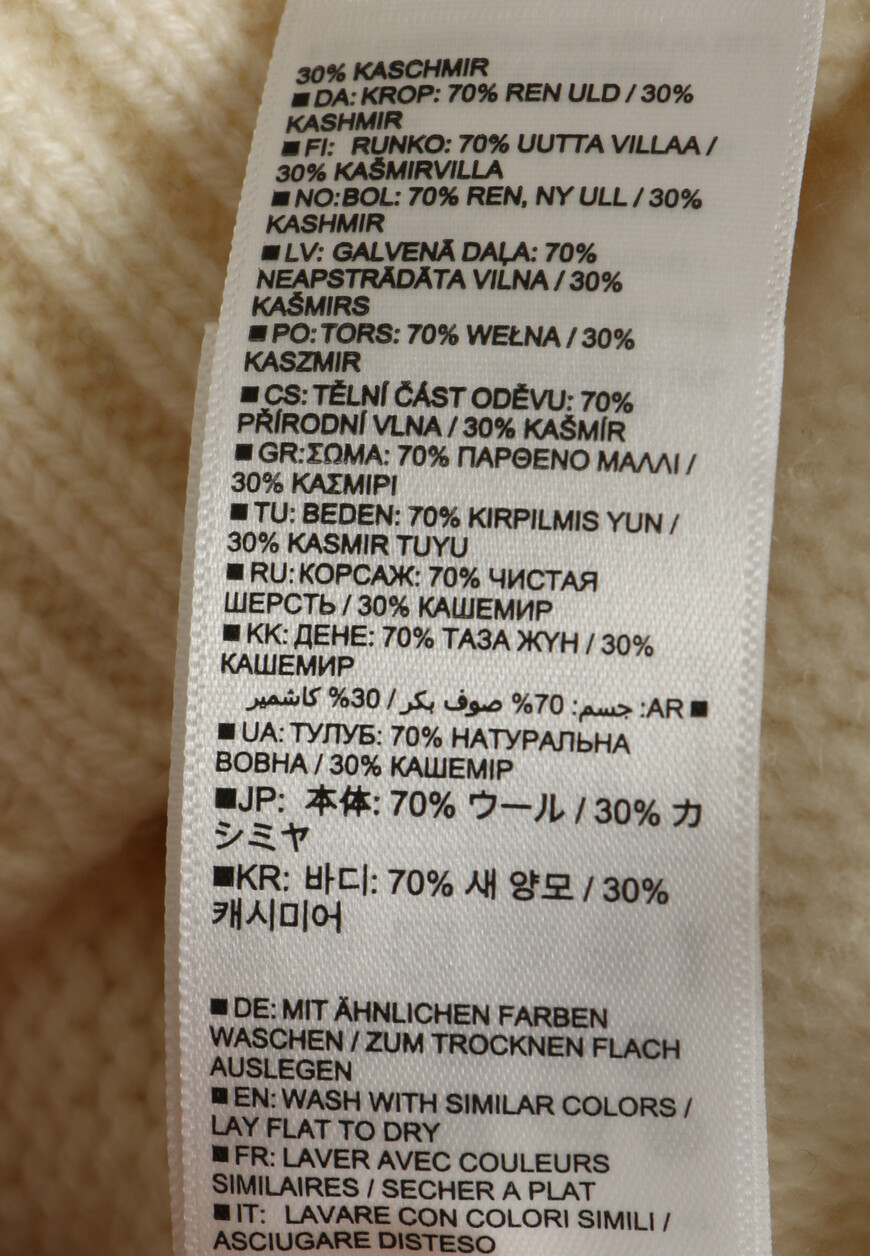 30% KASCHMIR
■ DA: KROP: 70% REN ULD / 30%
KASHMIR
■ FI: RUNKO: 70% UUTTA VILLAA /
30% KAŠMIRVILLA
■ NO: BOL: 70% REN, NY ULL / 30%
KASHMIR
■ LV: GALVENĀ DAĻA: 70%
NEAPSTRĀDĀTA VILNA / 30%
KAŠMIRS
■ PO: TORS: 70% WEŁNA / 30%
KASZMIR
■ CS: TĚLNÍ ČÁST ODĚVU: 70%
PŘÍRODNÍ VLNA / 30% KAŠMÍR
■ GR: ΣΩΜΑ: 70% ΠΑΡΘΕΝΟ ΜΑΛΛΙ /
30% ΚΑΣΜΙΡΙ
■ TU: BEDEN: 70% KIRPILMIS YUN /
30% KASMIR TUYU
■ RU: КОРСАЖ: 70% ЧИСТАЯ
ШЕРСТЬ / 30% КАШЕМИР
■ KK: ДЕНЕ: 70% ТАЗА ЖҮН / 30%
КАШЕМИР
■ AR: جسم: 70% صوف بكر / 30% كاشمير
■ UA: ТУЛУБ: 70% НАТУРАЛЬНА
ВОВНА / 30% КАШЕМІР
■JP: 本体: 70% ウール / 30% カ
シミヤ
■KR: 바디: 70% 새 양모 / 30%
캐시미어
■ DE: MIT ÄHNLICHEN FARBEN
WASCHEN / ZUM TROCKNEN FLACH
AUSLEGEN
■ EN: WASH WITH SIMILAR COLORS /
LAY FLAT TO DRY
■ FR: LAVER AVEC COULEURS
SIMILAIRES / SECHER A PLAT
■ IT: LAVARE CON COLORI SIMILI /
ASCIUGARE DISTESO